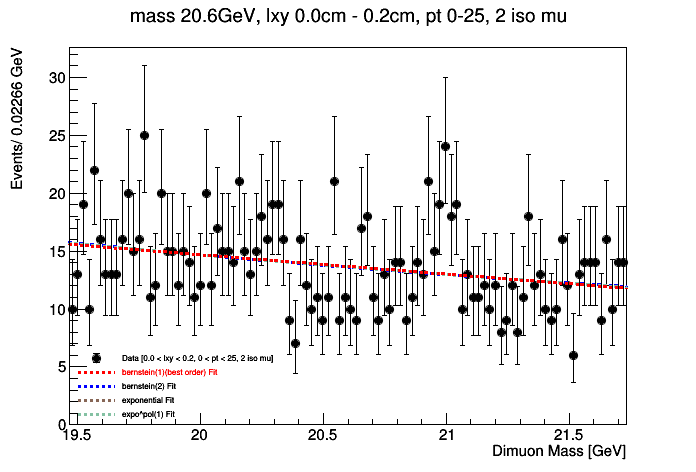 mass 20.6GeV, lxy 0.0cm - 0.2cm, pt 0-25, 2 iso mu
Events/ 0.02266 GeV
30
25
20
15
10
5
0
Data [0.0 < lxy < 0.2, 0 < pt < 25, 2 iso mu]
bernstein(1)(best order) Fit
bernstein(2) Fit
exponential Fit
expo^pol(1) Fit
19.5 20 20.5 21 21.5
Dimuon Mass [GeV]